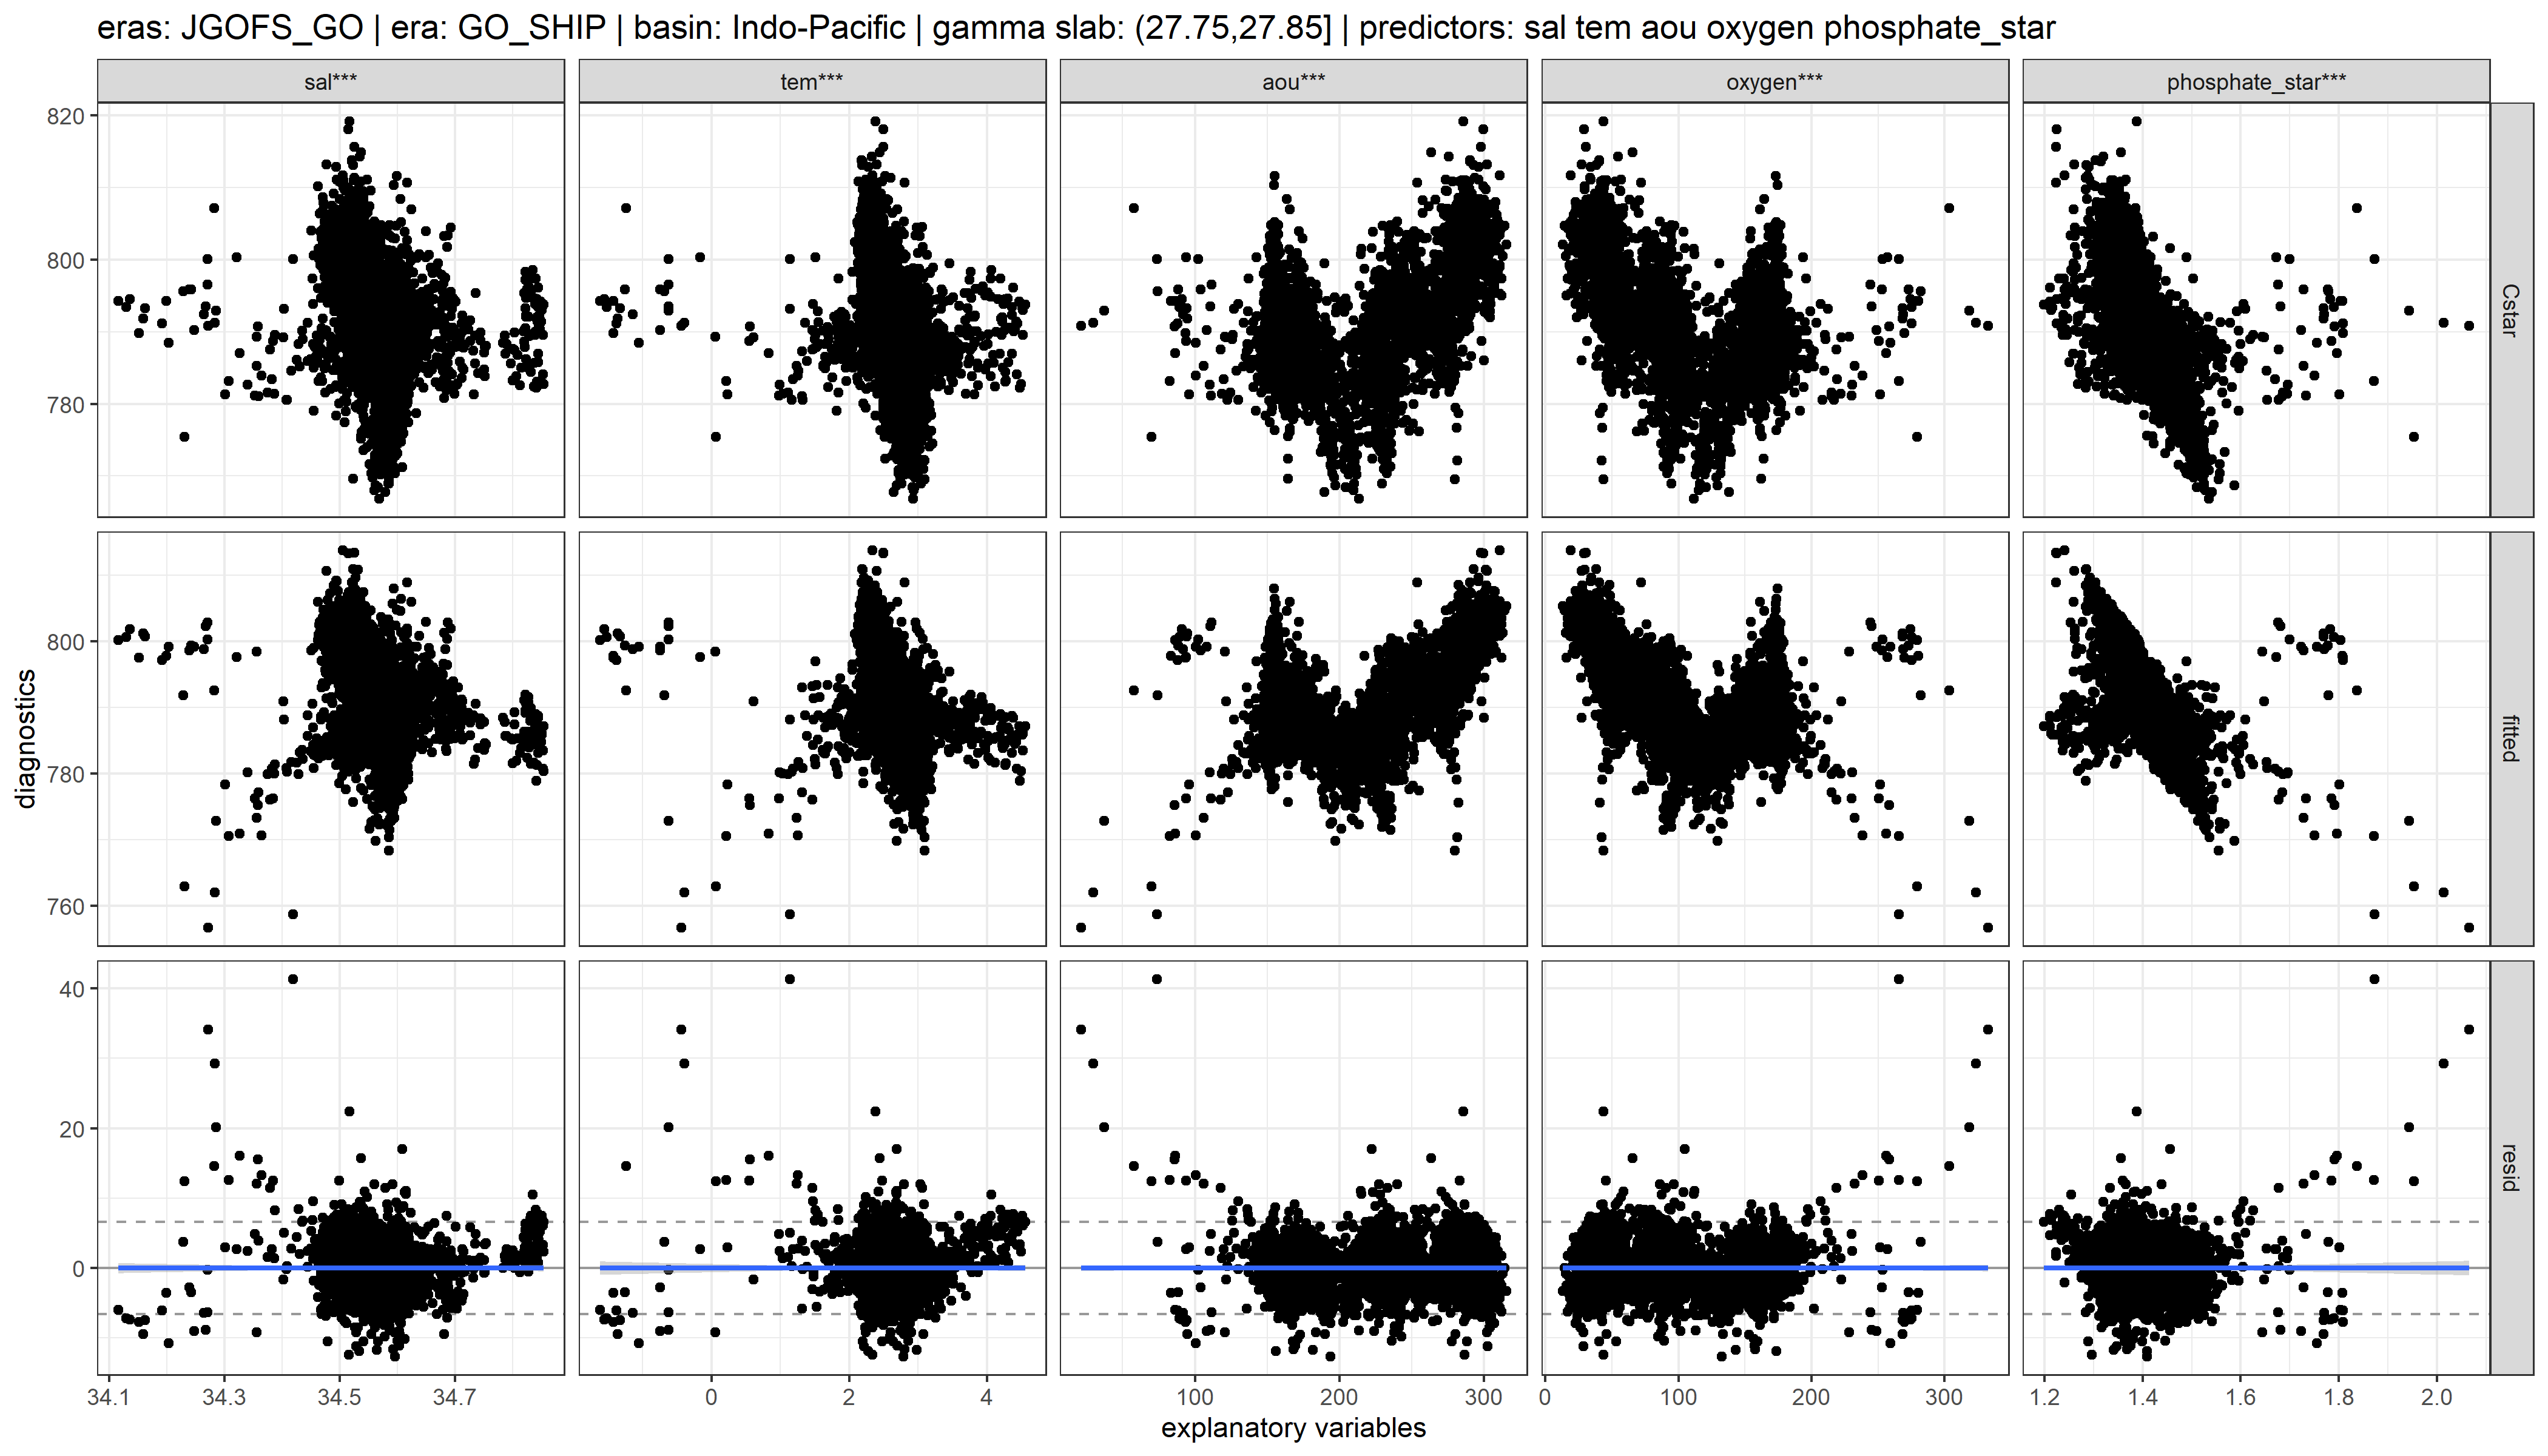 eras: JGOFS_GO | era: GO_SHIP | basin: Indo-Pacific | gamma slab: (27.75,27.85] | predictors: sal tem aou oxygen phosphate_star
sal*** tem*** aou*** oxygen*** phosphate_star***
820
800
780
Cstar
800
780
760
fitted
diagnostics
40
20
0
resid
34.1 34.3 34.5 34.7 0 2 4 100 200 300 0 100 200 300 1.2 1.4 1.6 1.8 2.0
explanatory variables